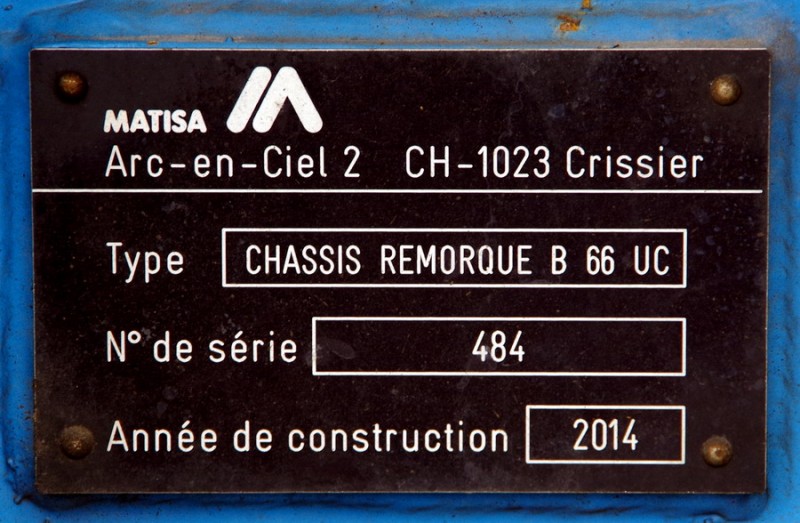 MATISA
Arc-en-Ciel 2 CH-1023 Crissier
Type CHASSIS REMORQUE B 66 UC
N° de série 484
Année de construction 2014